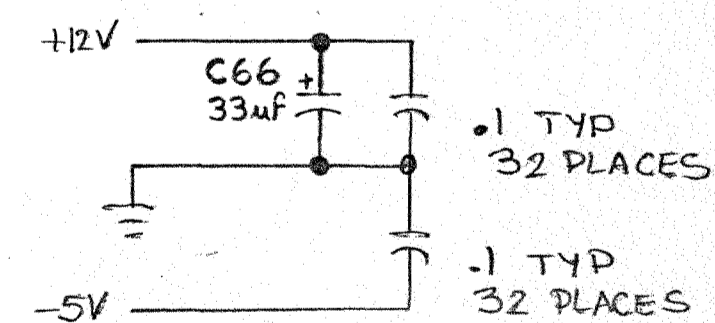 +12V
C66
+
33uf
.1 TYP
32 PLACES
.1 TYP
32 PLACES
-5V